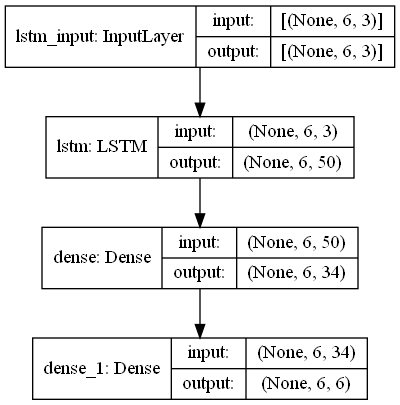 lstm_input: InputLayer
input: [(None, 6, 3)]
output: [(None, 6, 3)]
lstm: LSTM
input: (None, 6, 3)
output: (None, 6, 50)
dense: Dense
input: (None, 6, 50)
output: (None, 6, 34)
dense_1: Dense
input: (None, 6, 34)
output: (None, 6, 6)